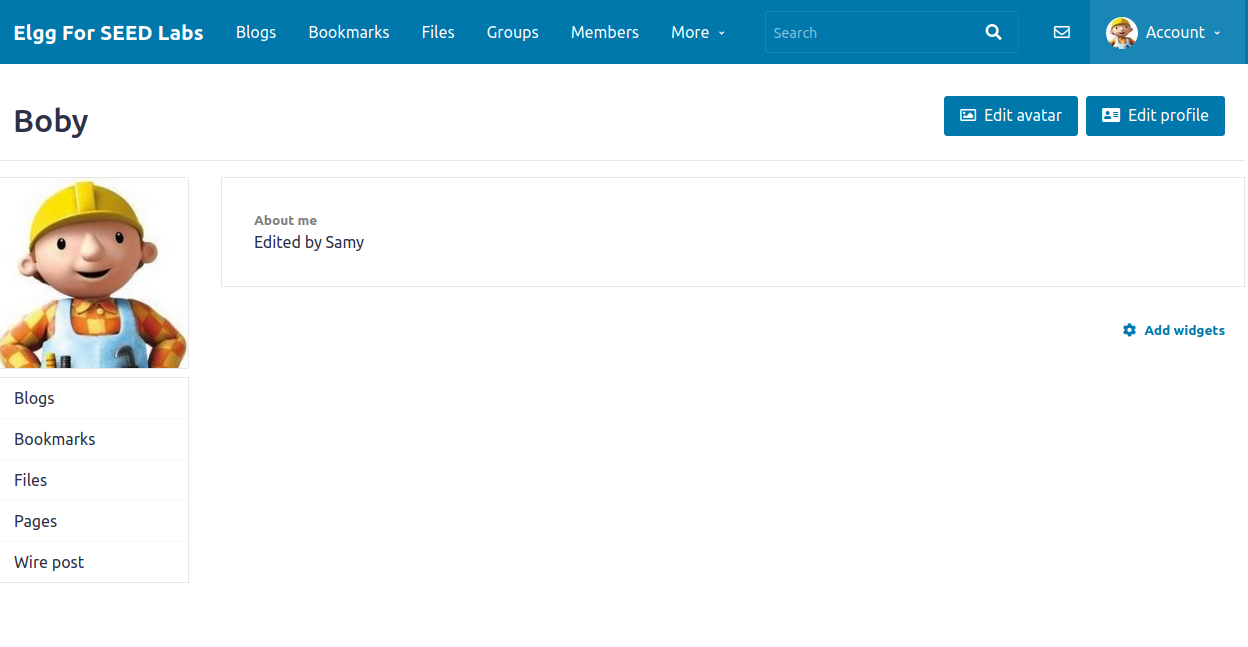 Elgg For SEED Labs Blogs Bookmarks Files Groups Members More Search Account
Boby
Edit avatar Edit profile
About me
Edited by Samy
Add widgets
Blogs
Bookmarks
Files
Pages
Wire post